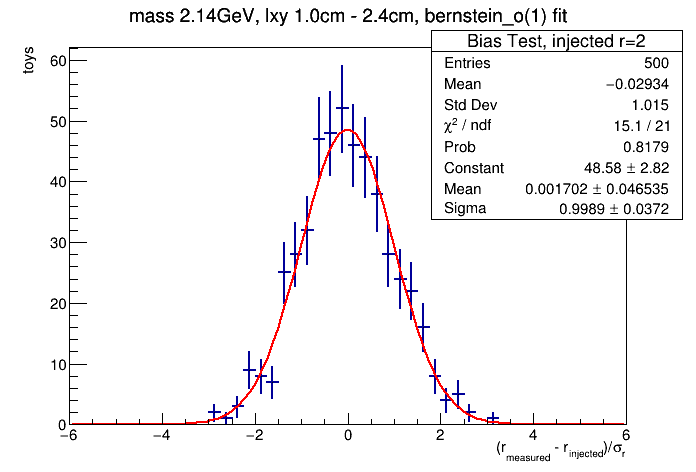 mass 2.14GeV, lxy 1.0cm - 2.4cm, bernstein_o(1) fit
toys
Bias Test, injected r=2
Entries 500
Mean −0.02934
Std Dev 1.015
χ² / ndf 15.1 / 21
Prob 0.8179
Constant 48.58 ± 2.82
Mean 0.001702 ± 0.046535
Sigma 0.9989 ± 0.0372
60
50
40
30
20
10
0
−6 −4 −2 0 2 4 6
(r_measured - r_injected)/σ_r